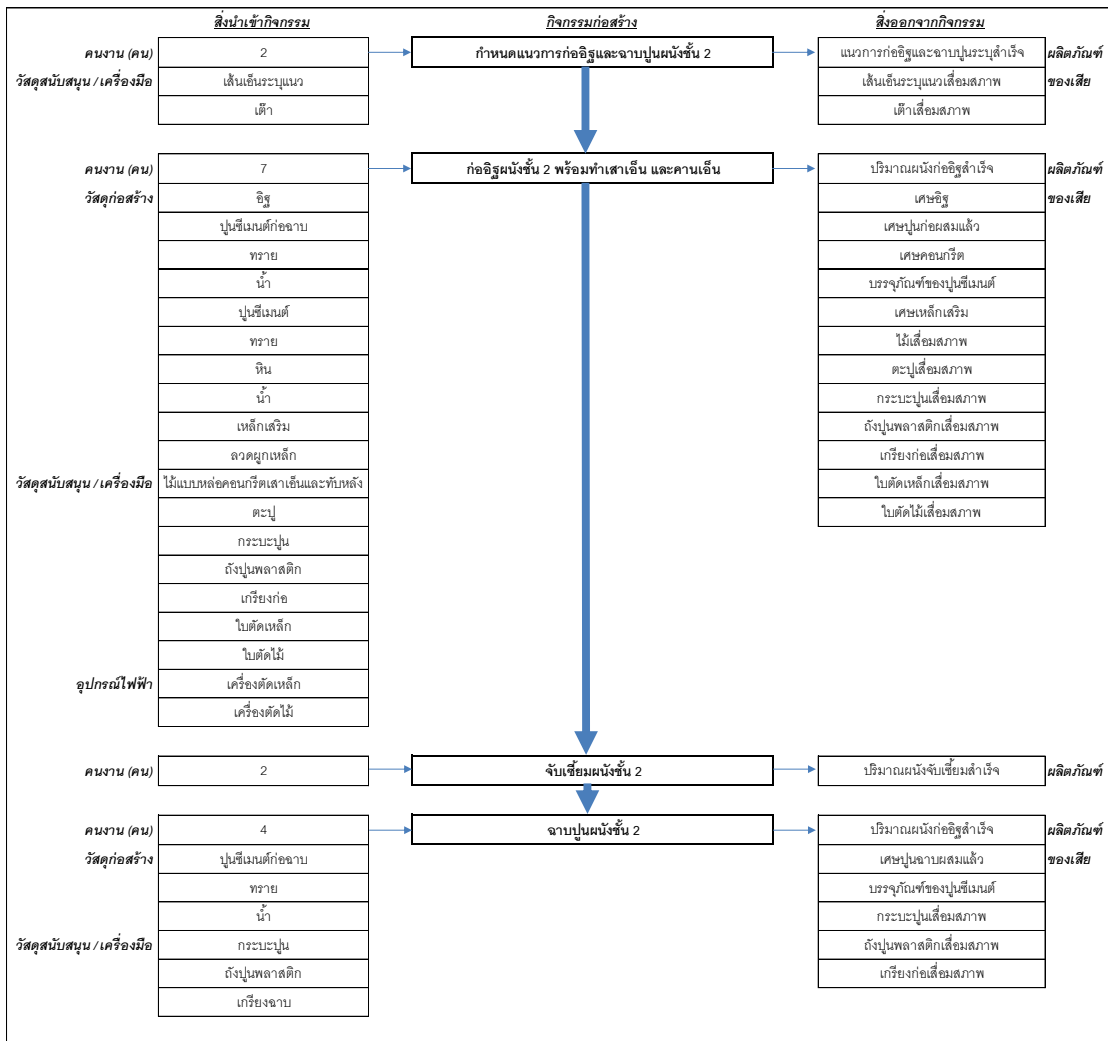 สิ่งนำเข้ากิจกรรม กิจกรรมก่อสร้าง สิ่งออกจากกิจกรรม
คนงาน (คน) 2 กำหนดแนวการก่ออิฐและฉาบปูนผนังชั้น 2 แนวการก่ออิฐและฉาบปูนระบุสำเร็จ ผลิตภัณฑ์
วัสดุสนับสนุน / เครื่องมือ เส้นเอ็นระบุแนว เส้นเอ็นระบุแนวเสื่อมสภาพ ของเสีย
เต๊า เต๊าเสื่อมสภาพ
คนงาน (คน) 7 ก่ออิฐผนังชั้น 2 พร้อมทำเสาเอ็น และคานเอ็น ปริมาณผนังก่ออิฐสำเร็จ ผลิตภัณฑ์
วัสดุก่อสร้าง อิฐ เศษอิฐ ของเสีย
ปูนซีเมนต์ก่อฉาบ เศษปูนก่อผสมแล้ว
ทราย เศษคอนกรีต
น้ำ บรรจุภัณฑ์ของปูนซีเมนต์
ปูนซีเมนต์ เศษเหล็กเสริม
ทราย ไม้เสื่อมสภาพ
หิน ตะปูเสื่อมสภาพ
น้ำ กระบะปูนเสื่อมสภาพ
เหล็กเสริม ถังปูนพลาสติกเสื่อมสภาพ
ลวดผูกเหล็ก เกรียงก่อเสื่อมสภาพ
วัสดุสนับสนุน / เครื่องมือ ไม้แบบหล่อคอนกรีตเสาเอ็นและทับหลัง ใบตัดเหล็กเสื่อมสภาพ
ตะปู ใบตัดไม้เสื่อมสภาพ
กระบะปูน
ถังปูนพลาสติก
เกรียงก่อ
ใบตัดเหล็ก
ใบตัดไม้
อุปกรณ์ไฟฟ้า เครื่องตัดเหล็ก
เครื่องตัดไม้
คนงาน (คน) 2 จับเซี้ยมผนังชั้น 2 ปริมาณผนังจับเซี้ยมสำเร็จ ผลิตภัณฑ์
คนงาน (คน) 4 ฉาบปูนผนังชั้น 2 ปริมาณผนังก่ออิฐสำเร็จ ผลิตภัณฑ์
วัสดุก่อสร้าง ปูนซีเมนต์ก่อฉาบ เศษปูนฉาบผสมแล้ว ของเสีย
ทราย บรรจุภัณฑ์ของปูนซีเมนต์
น้ำ กระบะปูนเสื่อมสภาพ
วัสดุสนับสนุน / เครื่องมือ กระบะปูน ถังปูนพลาสติกเสื่อมสภาพ
ถังปูนพลาสติก เกรียงก่อเสื่อมสภาพ
เกรียงฉาบ